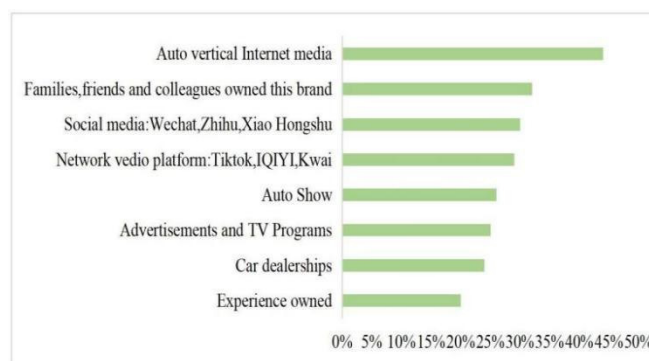 Auto vertical Internet media
Families,friends and colleagues owned this brand
Social media:Wechat,Zhihu,Xiao Hongshu
Network vedio platform:Tiktok,IQIYI,Kwai
Auto Show
Advertisements and TV Programs
Car dealerships
Experience owned
0% 5% 10%15%20%25%30%35%40%45%50%